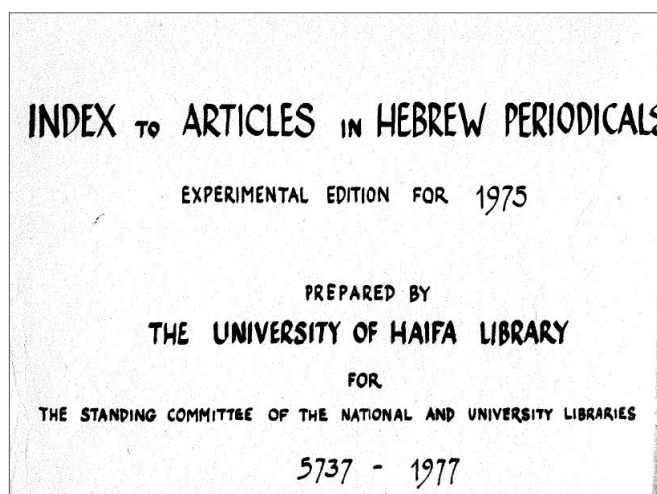 INDEX TO ARTICLES IN HEBREW PERIODICALS
EXPERIMENTAL EDITION FOR 1975
PREPARED BY
THE UNIVERSITY OF HAIFA LIBRARY
FOR
THE STANDING COMMITTEE OF THE NATIONAL AND UNIVERSITY LIBRARIES
5737 - 1977